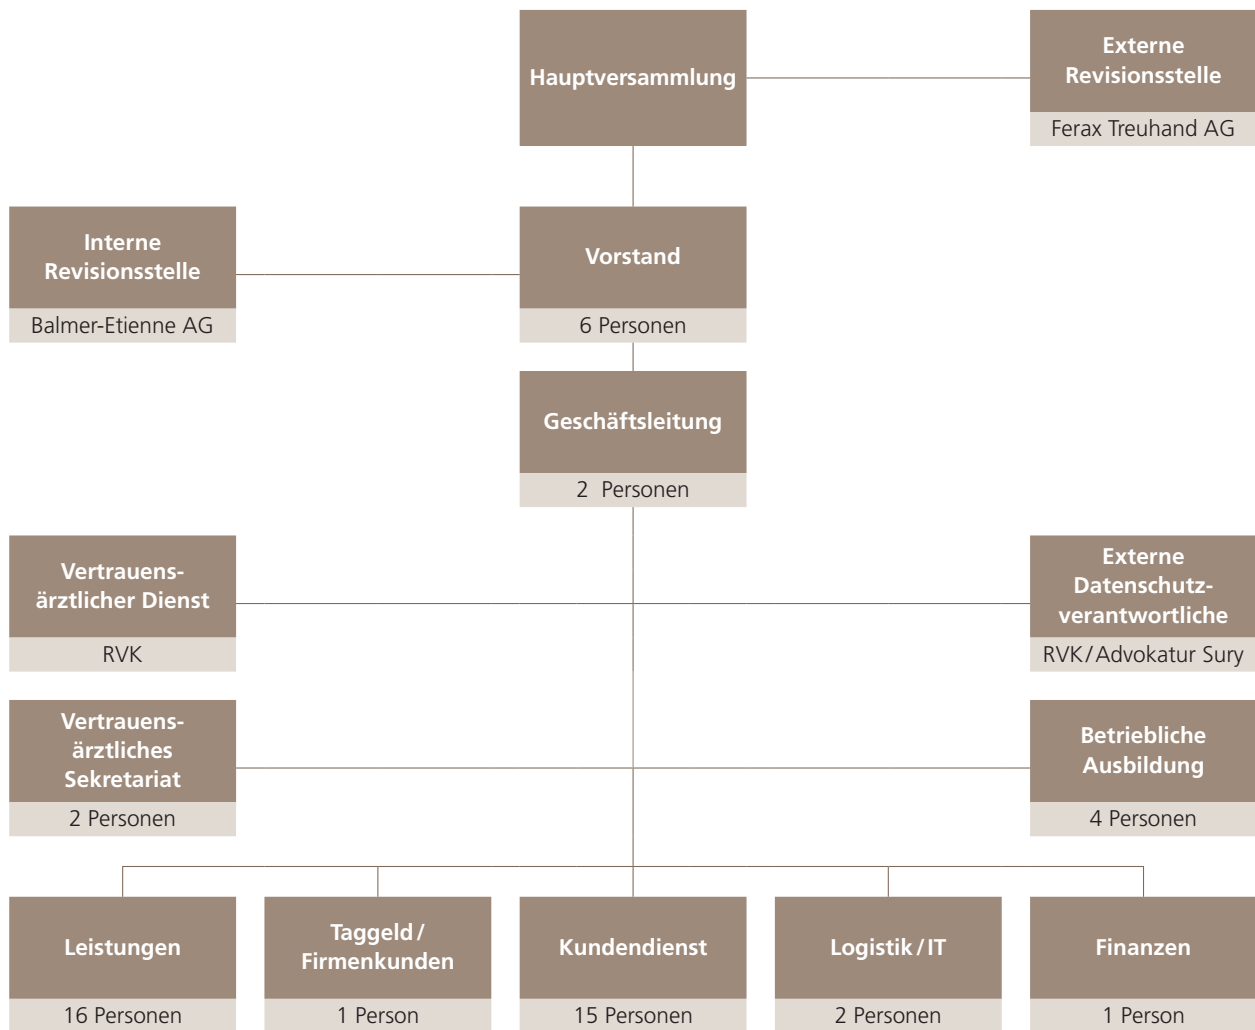 Hauptversammlung
Externe
Revisionsstelle
Ferax Treuhand AG
Interne
Revisionsstelle
Balmer-Etienne AG
Vorstand
6 Personen
Geschäftsleitung
2 Personen
Vertrauens-
ärztlicher Dienst
RVK
Externe
Datenschutz-
verantwortliche
RVK/Advokatur Sury
Vertrauens-
ärztliches
Sekretariat
2 Personen
Betriebliche
Ausbildung
4 Personen
Leistungen
16 Personen
Taggeld/
Firmenkunden
1 Person
Kundendienst
15 Personen
Logistik/IT
2 Personen
Finanzen
1 Person